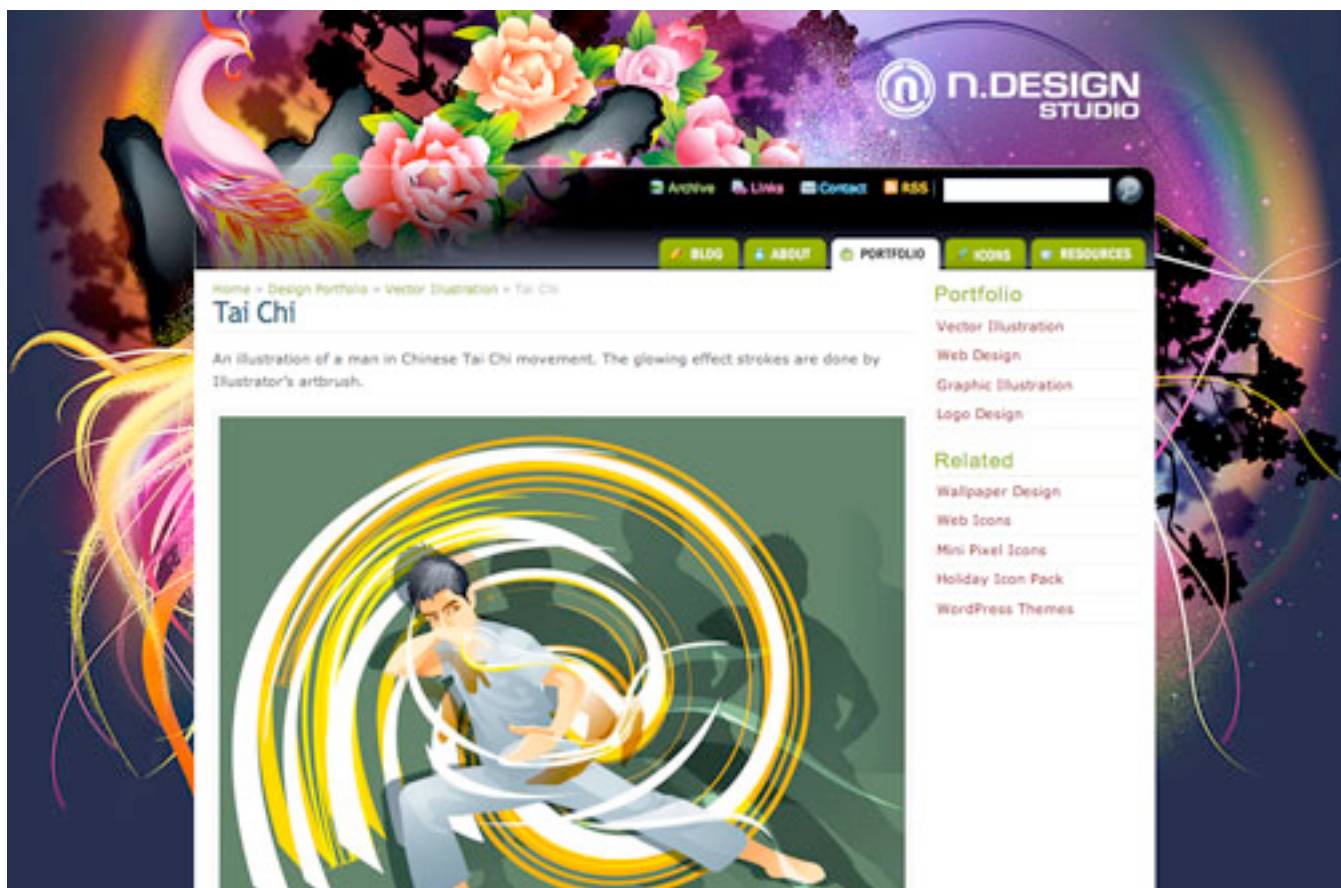 n.DESIGN
STUDIO
Archive Links Contact RSS
BLOG ABOUT PORTFOLIO ICONS RESOURCES
Home » Design Portfolio » Vector Illustration » Tai Chi
Tai Chi
An illustration of a man in Chinese Tai Chi movement. The glowing effect strokes are done by
Illustrator's artbrush.
Portfolio
Vector Illustration
Web Design
Graphic Illustration
Logo Design
Related
Wallpaper Design
Web Icons
Mini Pixel Icons
Holiday Icon Pack
WordPress Themes